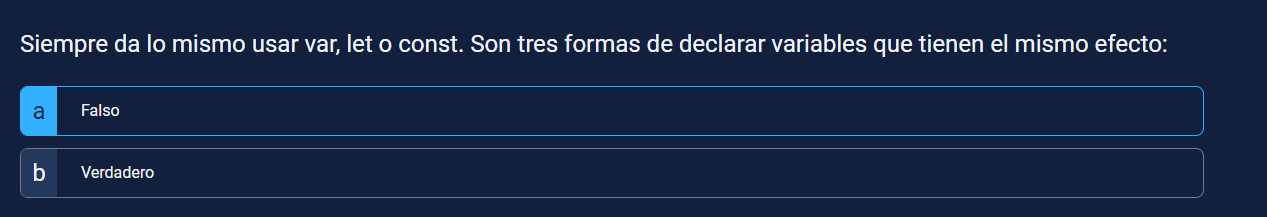 Siempre da lo mismo usar var, let o const. Son tres formas de declarar variables que tienen el mismo efecto:
a Falso
b Verdadero